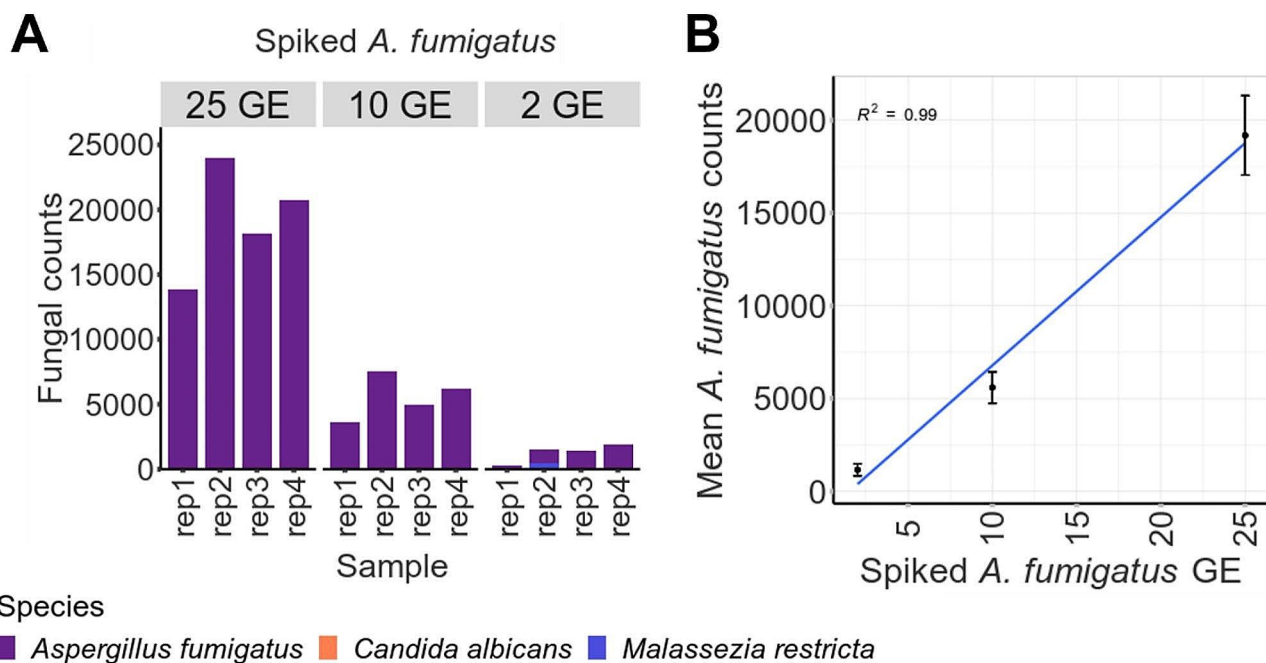 A
Spiked A. fumigatus
25 GE
10 GE
2 GE
Fungal counts
25000
20000
15000
10000
5000
0
rep1
rep2
rep3
rep4
rep1
rep2
rep3
rep4
rep1
rep2
rep3
rep4
Sample
Species
Aspergillus fumigatus
Candida albicans
Malassezia restricta
B
R² = 0.99
Mean A. fumigatus counts
20000
15000
10000
5000
0
5
10
15
20
25
Spiked A. fumigatus GE